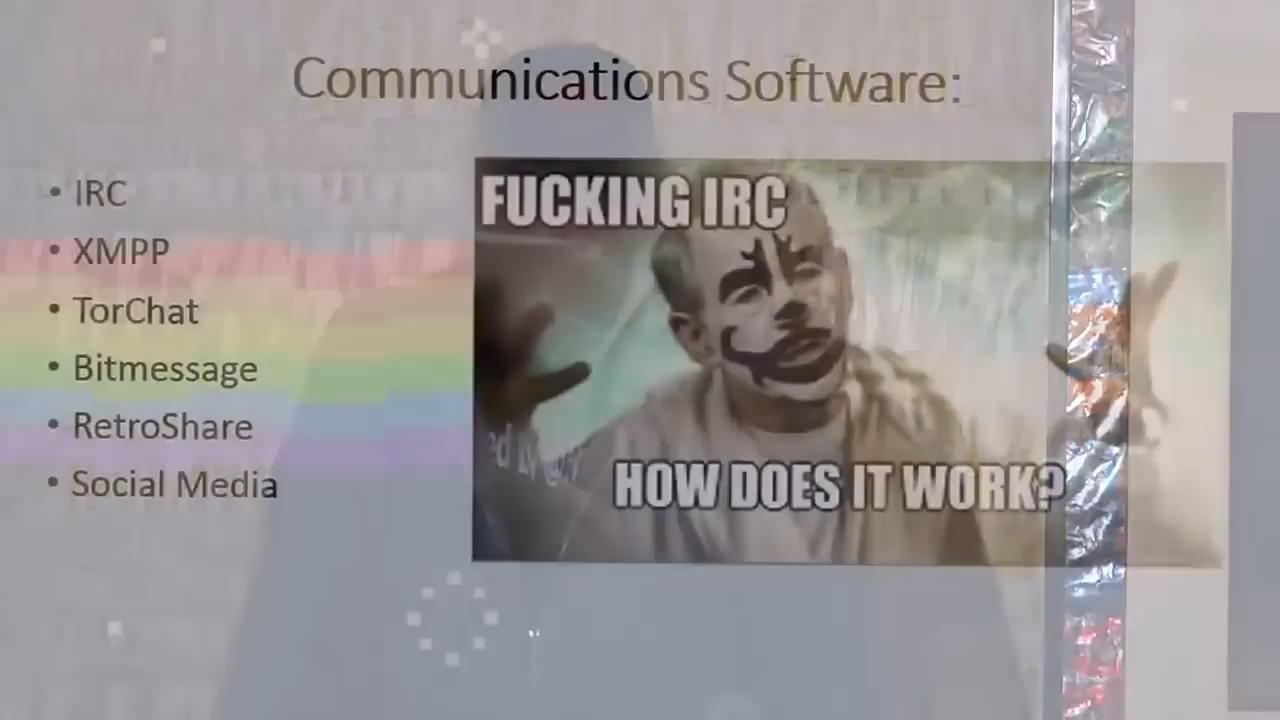 Communications Software:
• IRC
• XMPP
• TorChat
• Bitmessage
• RetroShare
• Social Media
FUCKING IRC
HOW DOES IT WORK?